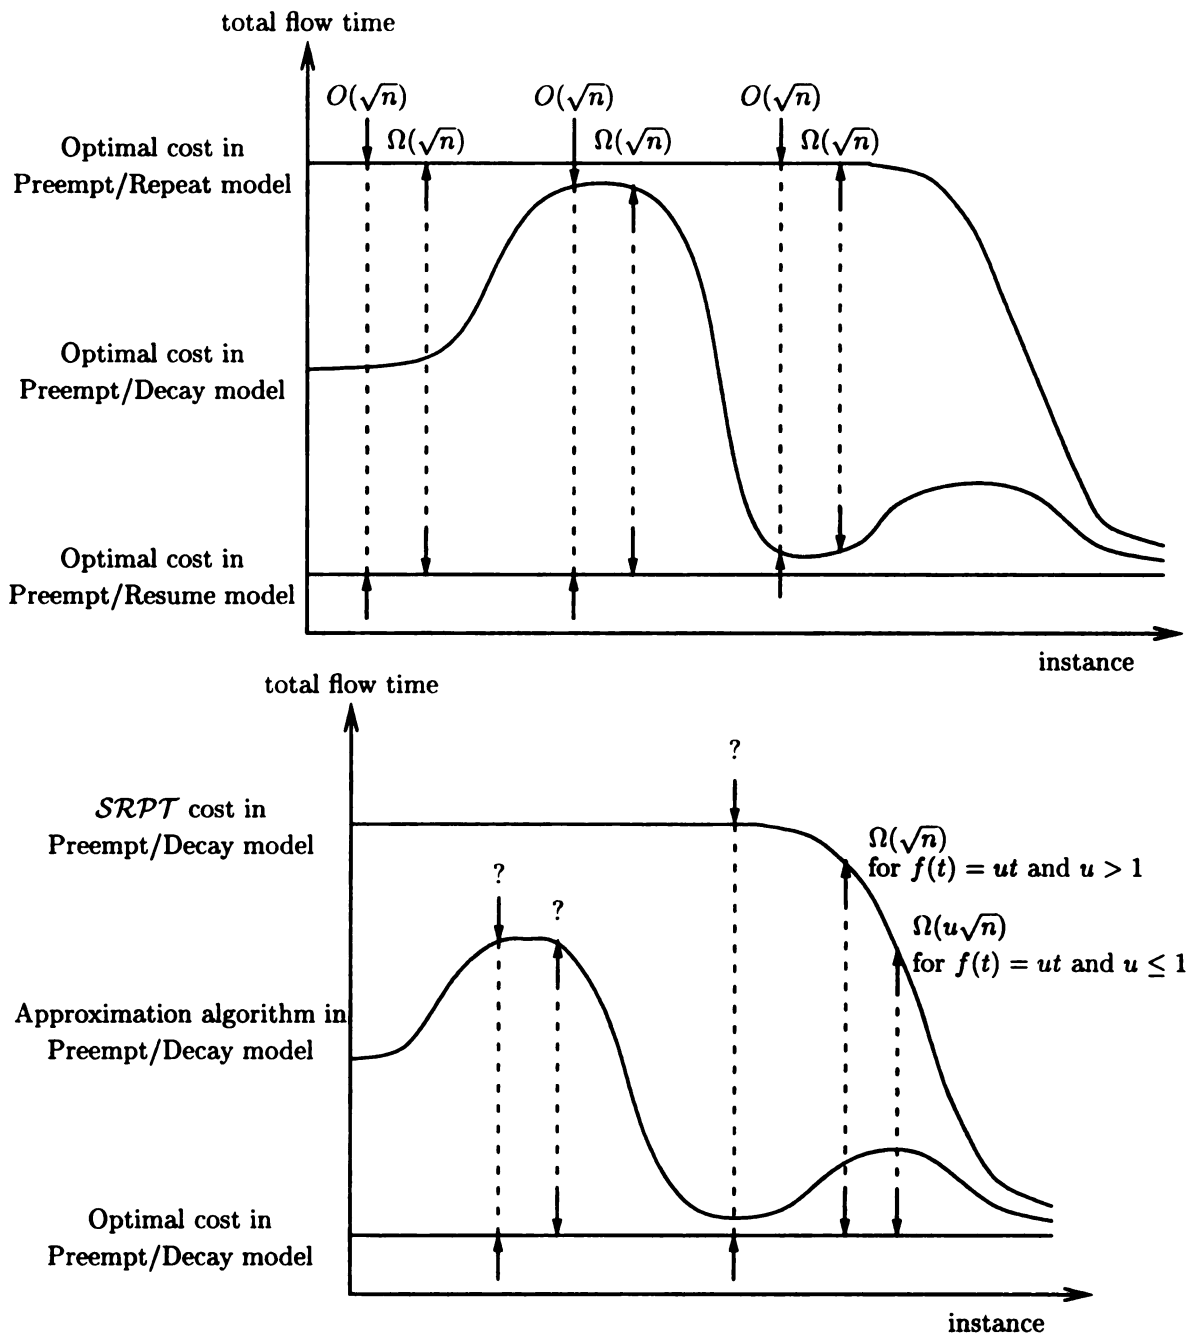 total flow time
O(√n)
O(√n)
O(√n)
Ω(√n)
Ω(√n)
Ω(√n)
Optimal cost in
Preempt/Repeat model
Optimal cost in
Preempt/Decay model
Optimal cost in
Preempt/Resume model
instance
total flow time
?
SRPT cost in
Preempt/Decay model
Ω(√n)
for f(t) = ut and u > 1
?
?
Ω(u√n)
for f(t) = ut and u ≤ 1
Approximation algorithm in
Preempt/Decay model
Optimal cost in
Preempt/Decay model
instance